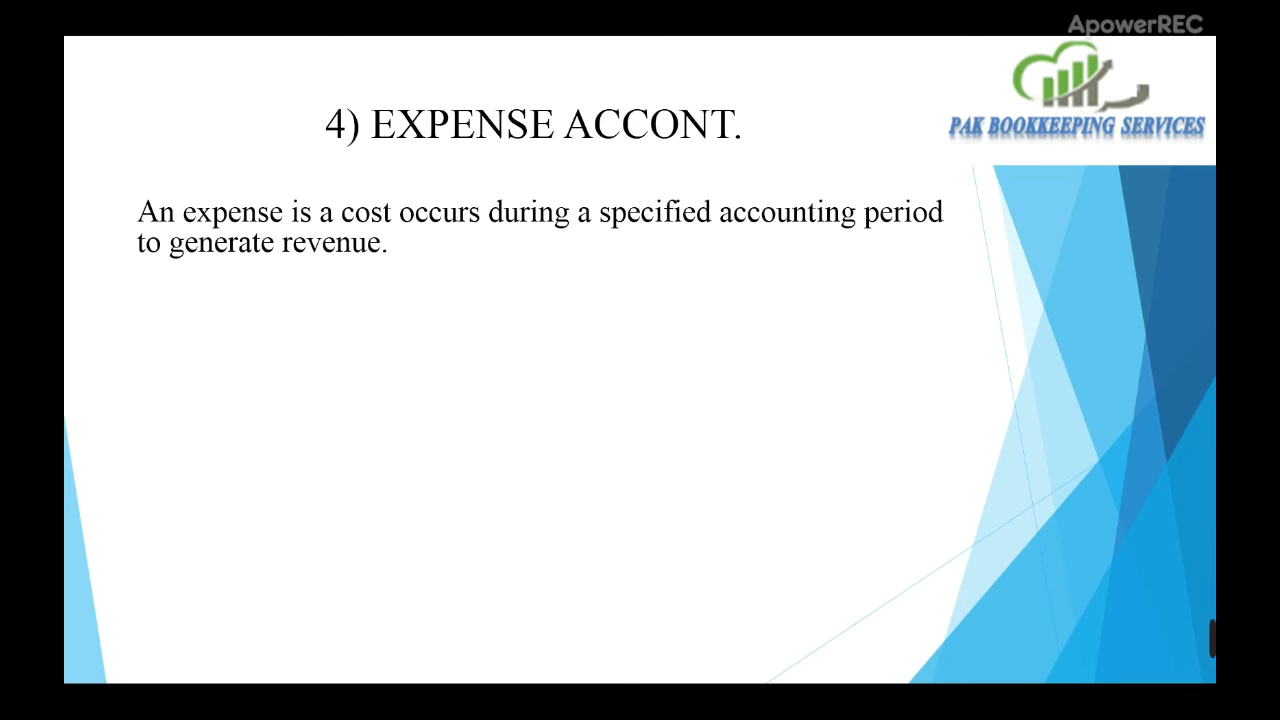 ApowerREC
PAK BOOKKEEPING SERVICES
4) EXPENSE ACCONT.
An expense is a cost occurs during a specified accounting period
to generate revenue.